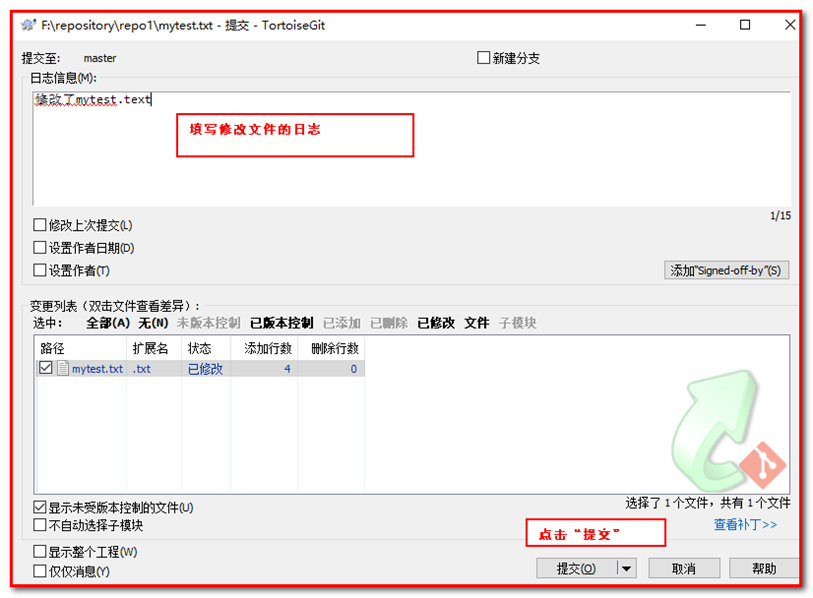 F:\repository\repo1\mytest.txt - 提交 - TortoiseGit
提交至: master 新建分支
日志信息(M):
修改了mytest.text
填写修改文件的日志
1/15
修改上次提交(L)
设置作者日期(D)
设置作者(T)
添加"Signed-off-by"(S)
变更列表（双击文件查看差异）:
选中: 全部(A) 无(N) 未版本控制 已版本控制 已添加 已删除 已修改 文件 子模块
路径 扩展名 状态 添加行数 删除行数
mytest.txt .txt 已修改 4 0
选择了 1 个文件，共有 1 个文件
显示未受版本控制的文件(U)
不自动选择子模块
查看补丁>>
点击“提交”
显示整个工程(W)
仅仅消息(Y)
提交(O) 取消 帮助